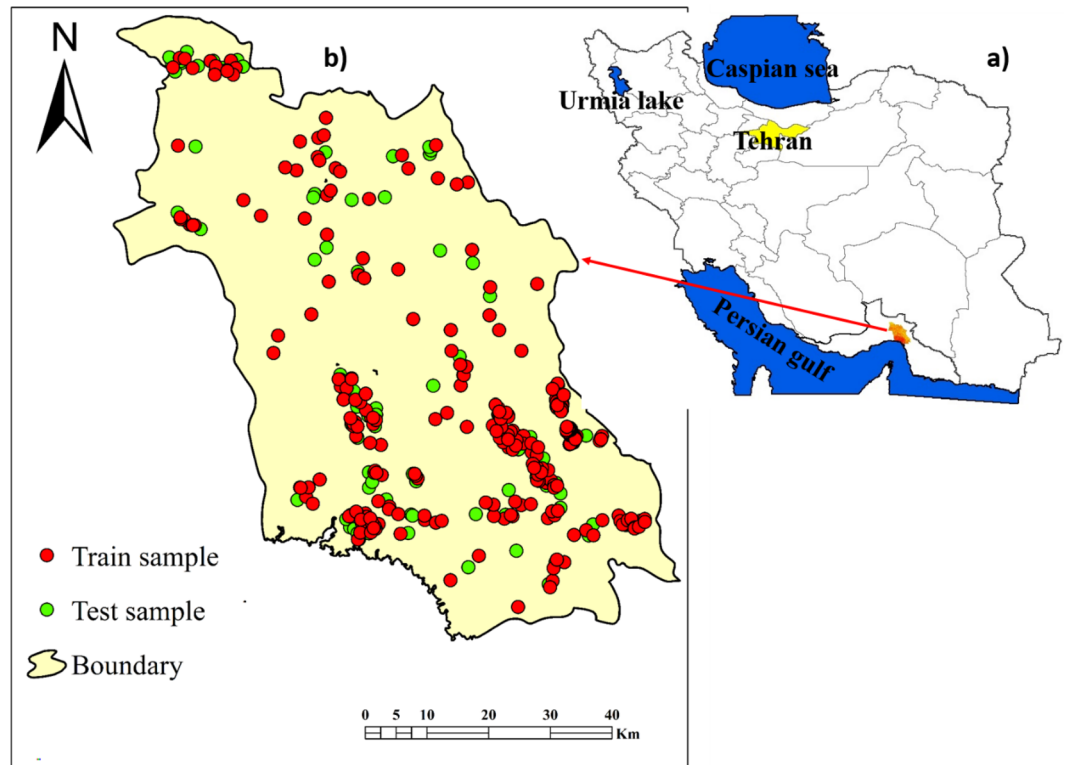 N
b)
a)
Caspian sea
Urmia lake
Tehran
Persian gulf
Train sample
Test sample
Boundary
0 5 10 20 30 40
Km